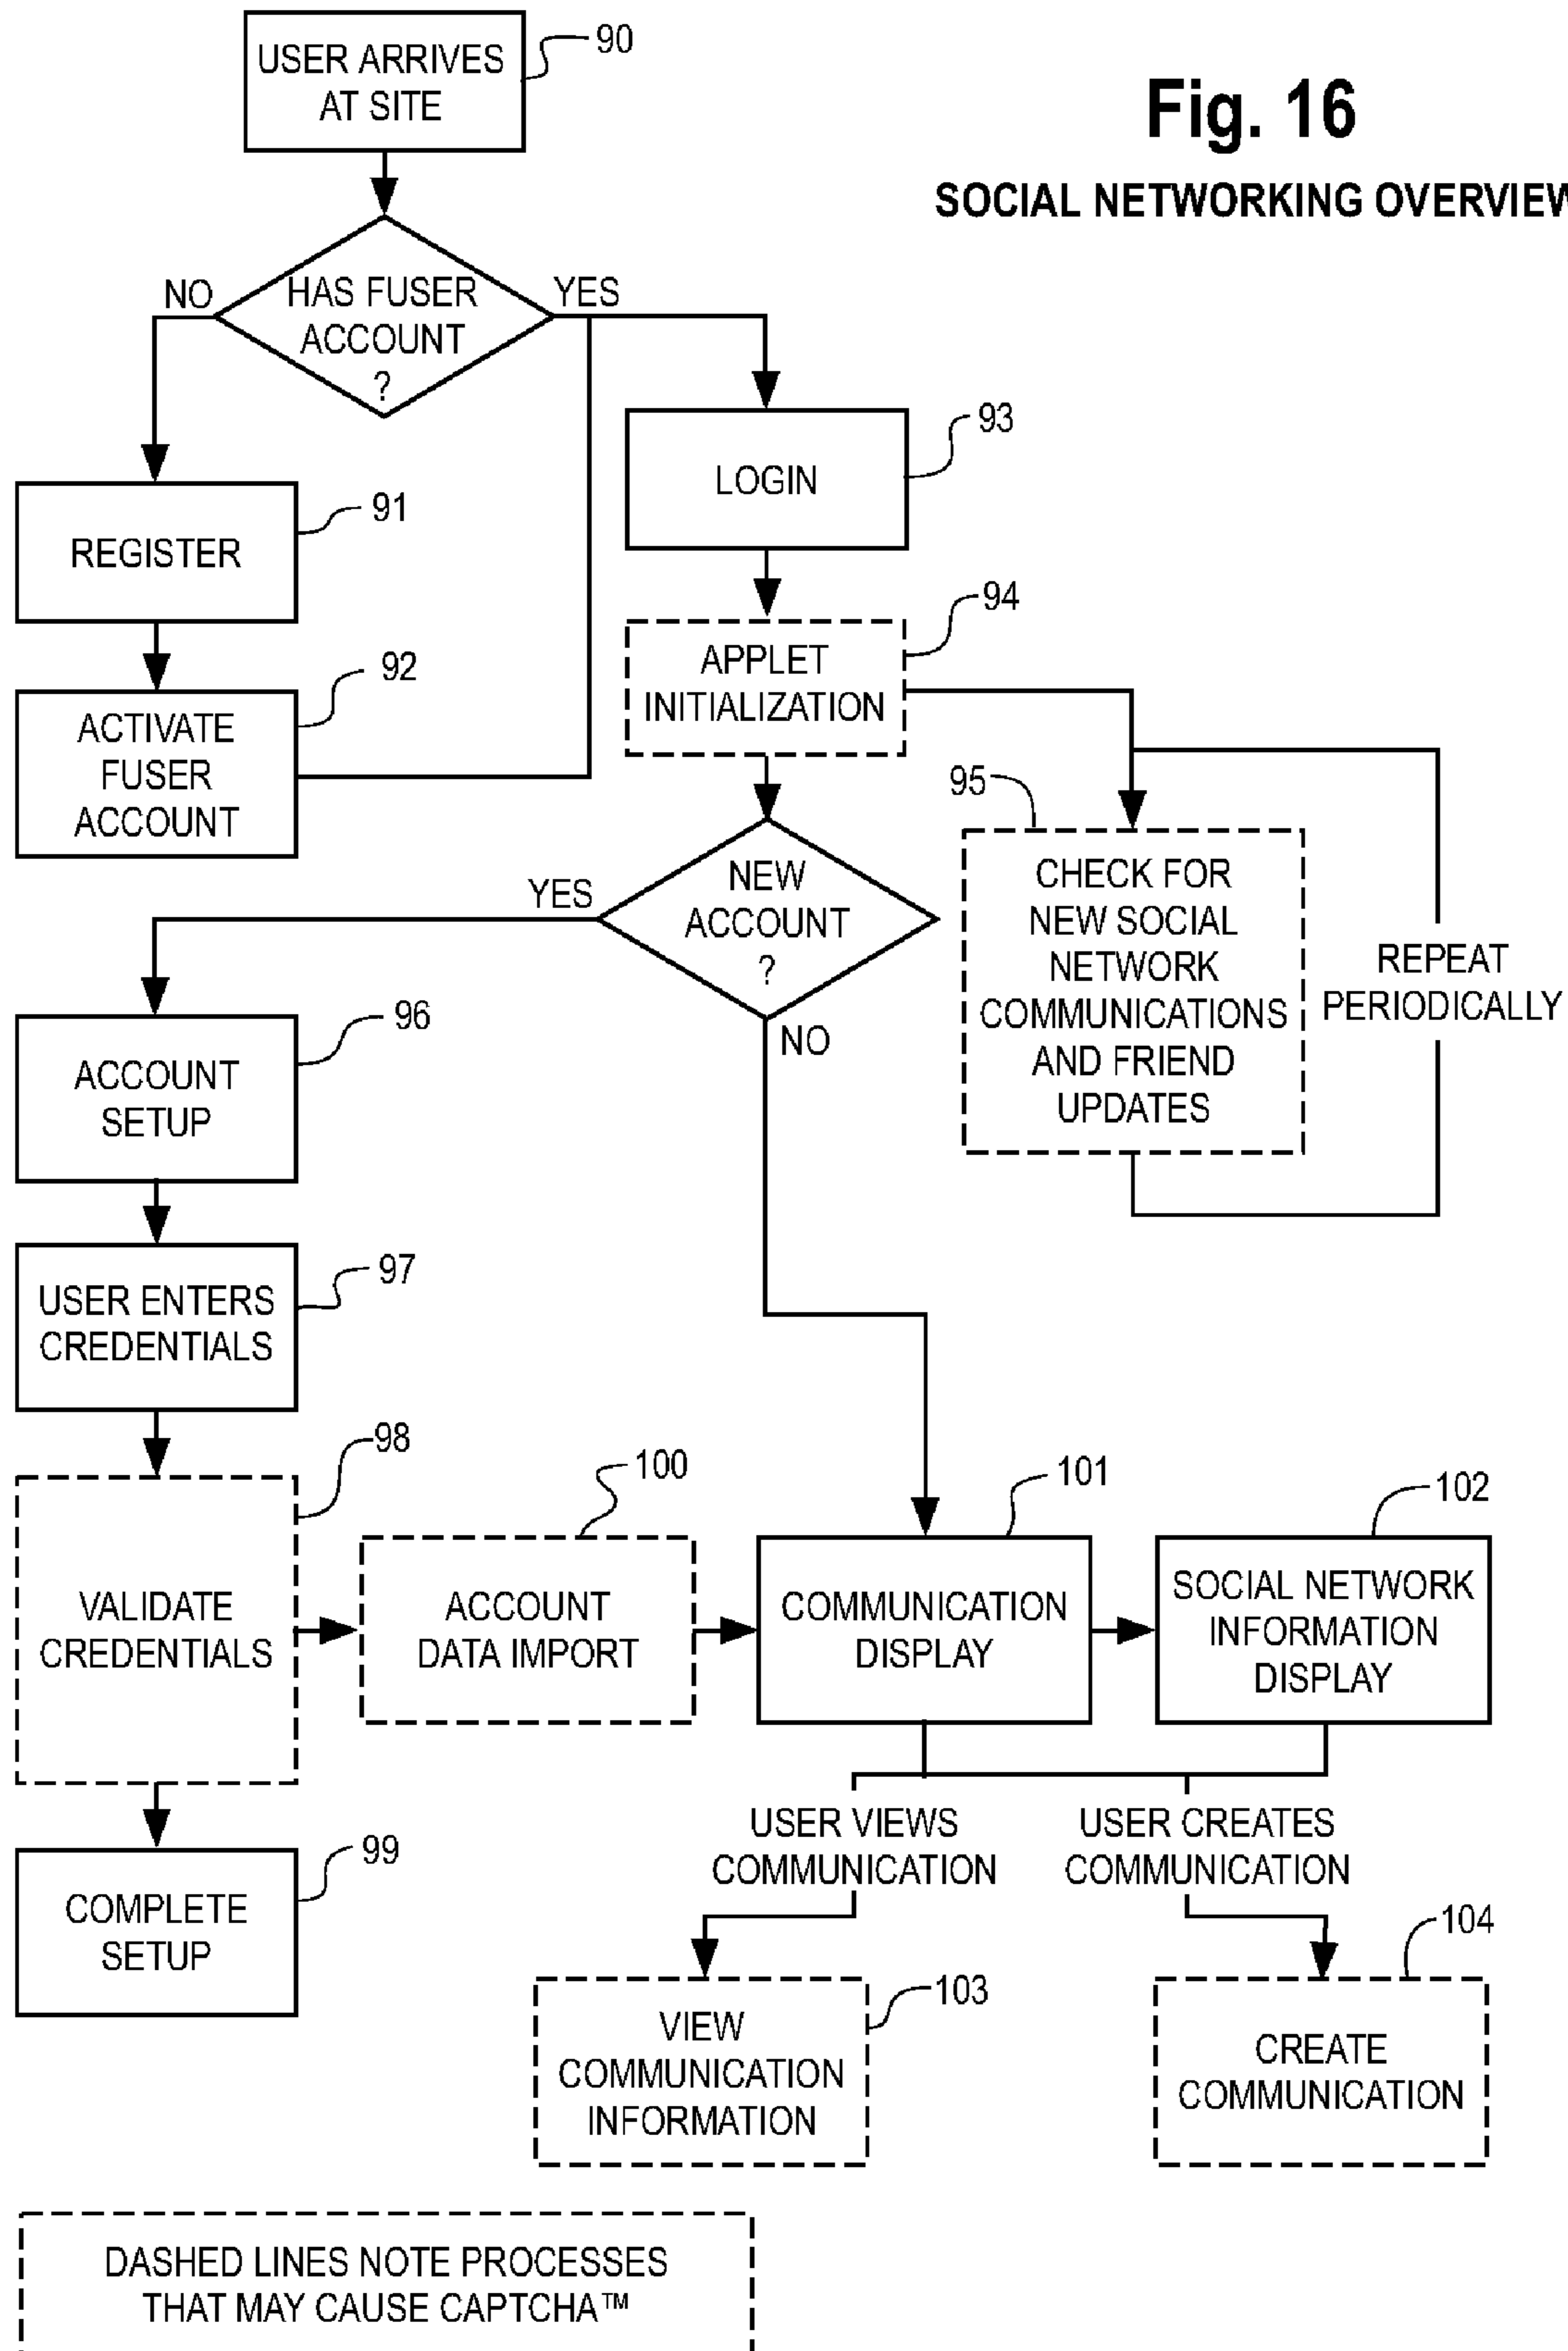 USER ARRIVES
AT SITE
90
Fig. 16
SOCIAL NETWORKING OVERVIEW
NO
HAS FUSER
ACCOUNT
?
YES
93
LOGIN
91
REGISTER
94
APPLET
INITIALIZATION
92
ACTIVATE
FUSER
ACCOUNT
95
CHECK FOR
NEW SOCIAL
NETWORK
COMMUNICATIONS
AND FRIEND
UPDATES
REPEAT
PERIODICALLY
YES
NEW
ACCOUNT
?
NO
96
ACCOUNT
SETUP
97
USER ENTERS
CREDENTIALS
98
VALIDATE
CREDENTIALS
100
ACCOUNT
DATA IMPORT
101
COMMUNICATION
DISPLAY
102
SOCIAL NETWORK
INFORMATION
DISPLAY
USER VIEWS
COMMUNICATION
USER CREATES
COMMUNICATION
99
COMPLETE
SETUP
103
VIEW
COMMUNICATION
INFORMATION
104
CREATE
COMMUNICATION
DASHED LINES NOTE PROCESSES
THAT MAY CAUSE CAPTCHA™